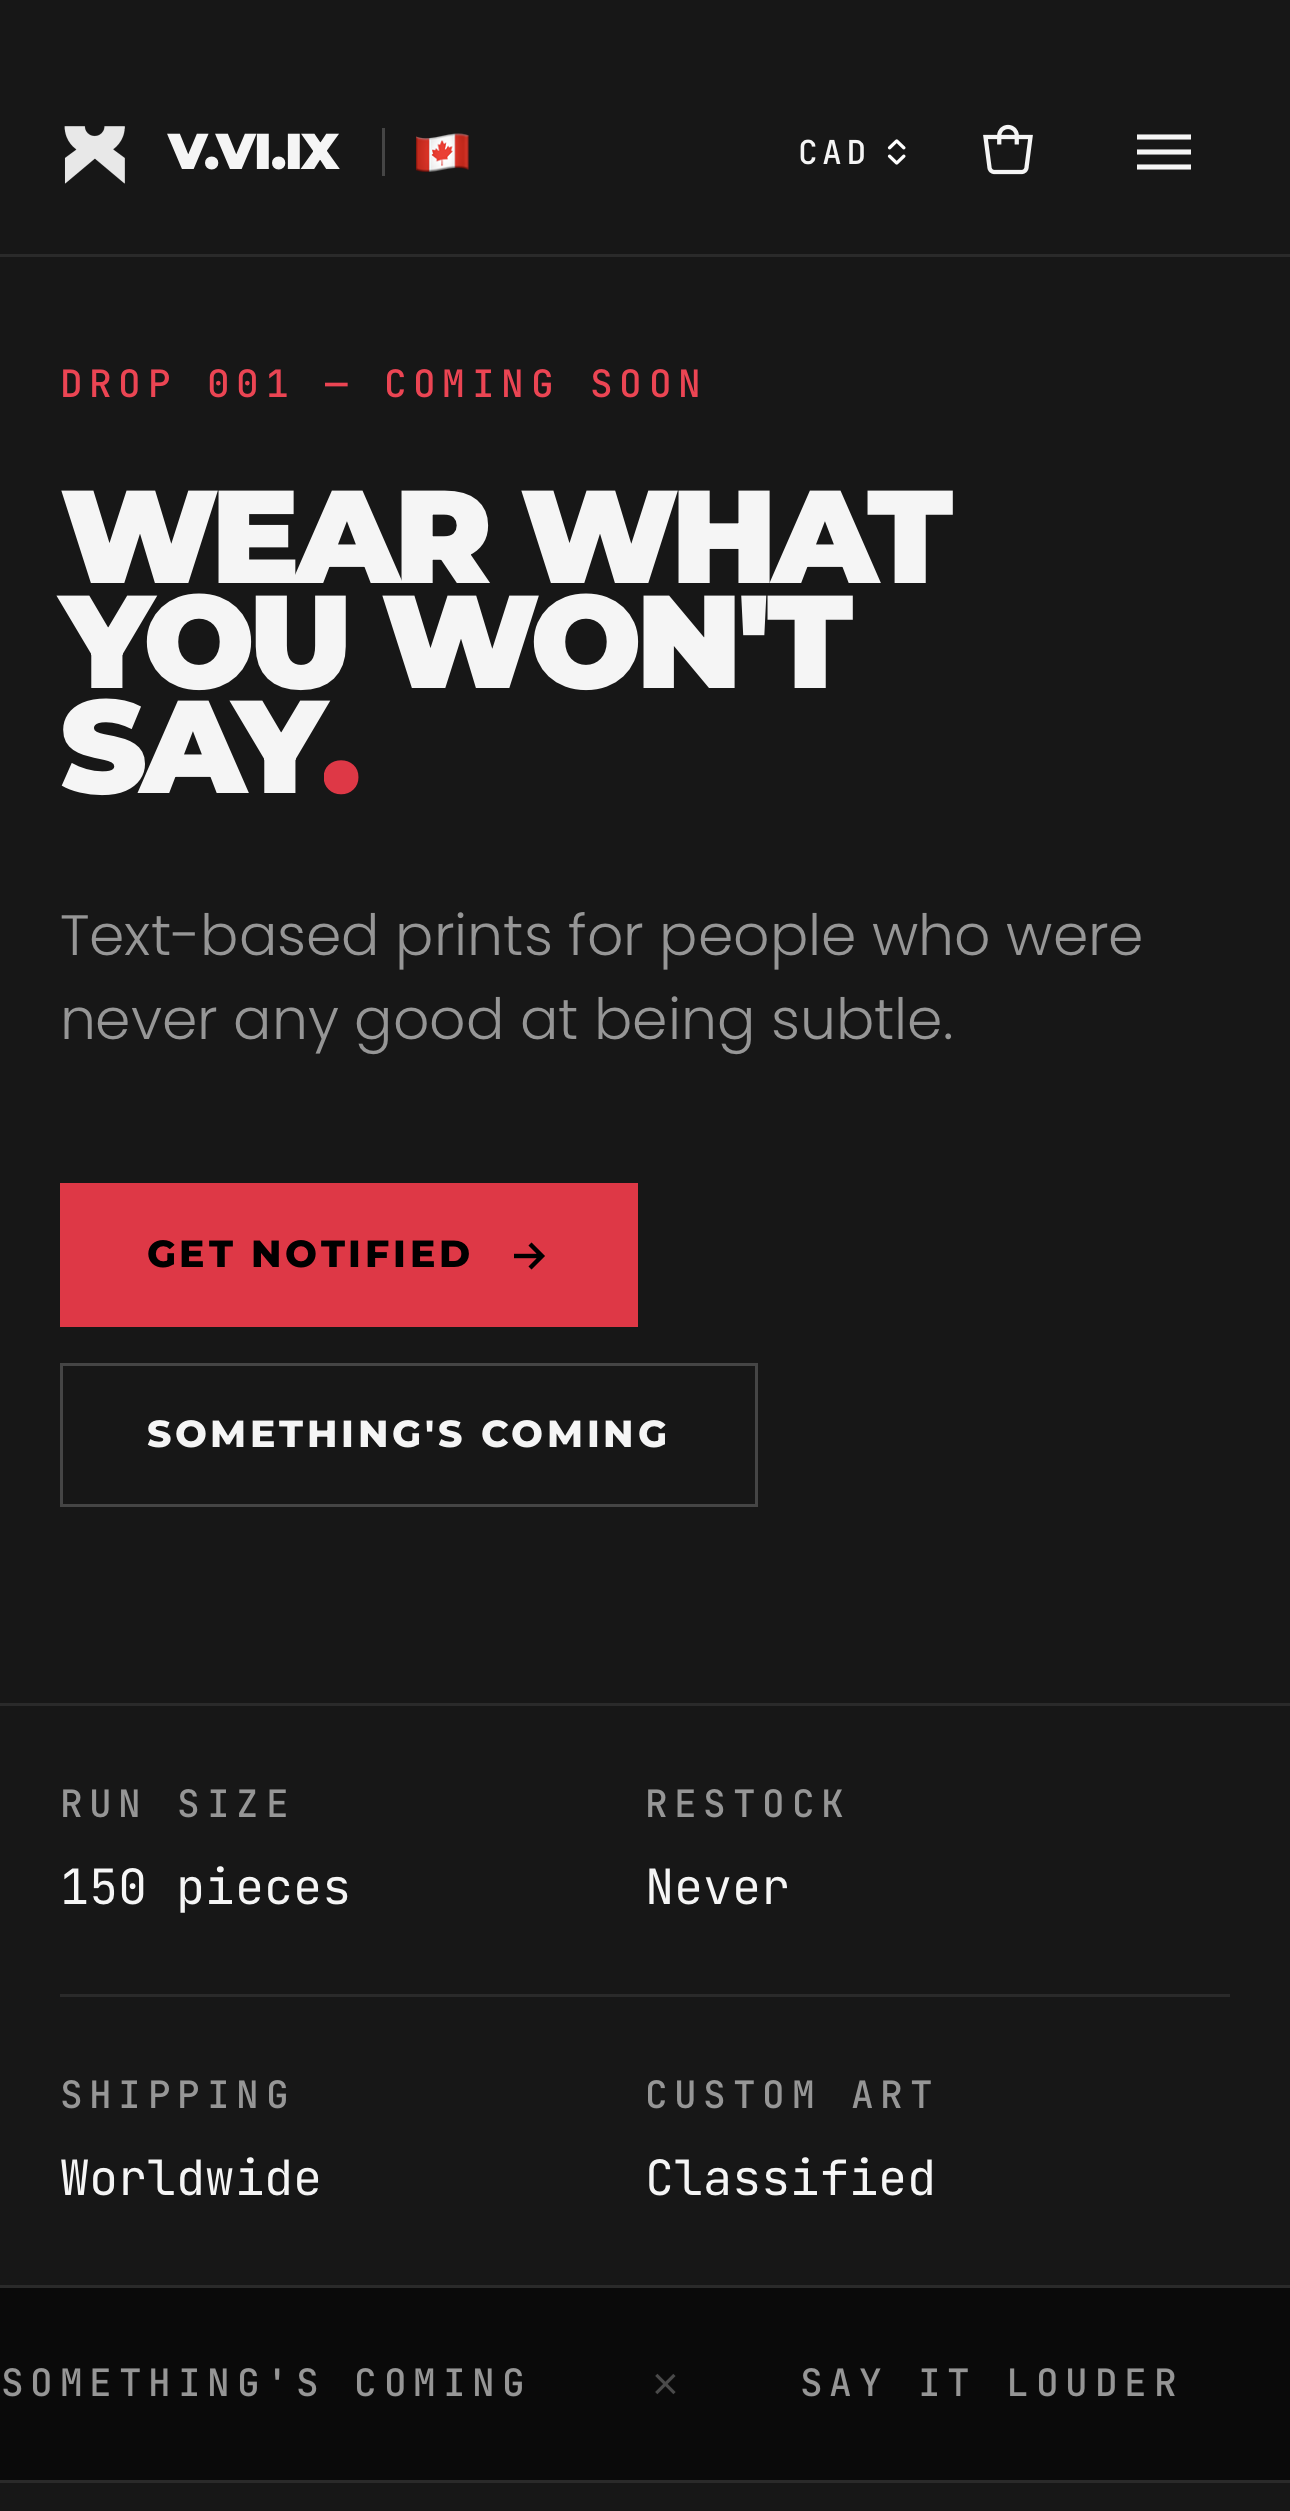 V.VI.IX
CAD
DROP 001 — COMING SOON
WEAR WHAT
YOU WON'T
SAY.
Text-based prints for people who were
never any good at being subtle.
GET NOTIFIED →
SOMETHING'S COMING
RUN SIZE
150 pieces
RESTOCK
Never
SHIPPING
Worldwide
CUSTOM ART
Classified
SOMETHING'S COMING × SAY IT LOUDER